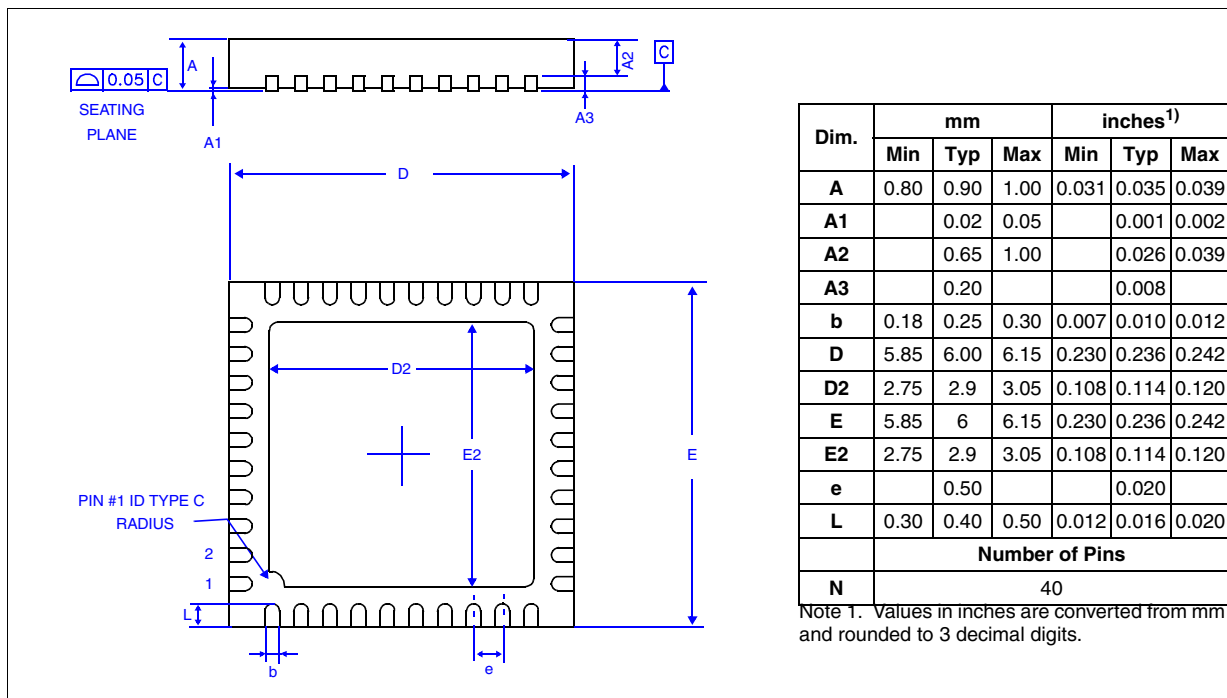 A
A2
C
⌓ 0.05 C
SEATING
PLANE
A1
A3
D
D2
E2
E
PIN #1 ID TYPE C
RADIUS
2
1
L
b
e
Dim. mm inches1)
Min Typ Max Min Typ Max
A 0.80 0.90 1.00 0.031 0.035 0.039
A1 0.02 0.05 0.001 0.002
A2 0.65 1.00 0.026 0.039
A3 0.20 0.008
b 0.18 0.25 0.30 0.007 0.010 0.012
D 5.85 6.00 6.15 0.230 0.236 0.242
D2 2.75 2.9 3.05 0.108 0.114 0.120
E 5.85 6 6.15 0.230 0.236 0.242
E2 2.75 2.9 3.05 0.108 0.114 0.120
e 0.50 0.020
L 0.30 0.40 0.50 0.012 0.016 0.020
Number of Pins
N 40
Note 1. Values in inches are converted from mm
and rounded to 3 decimal digits.